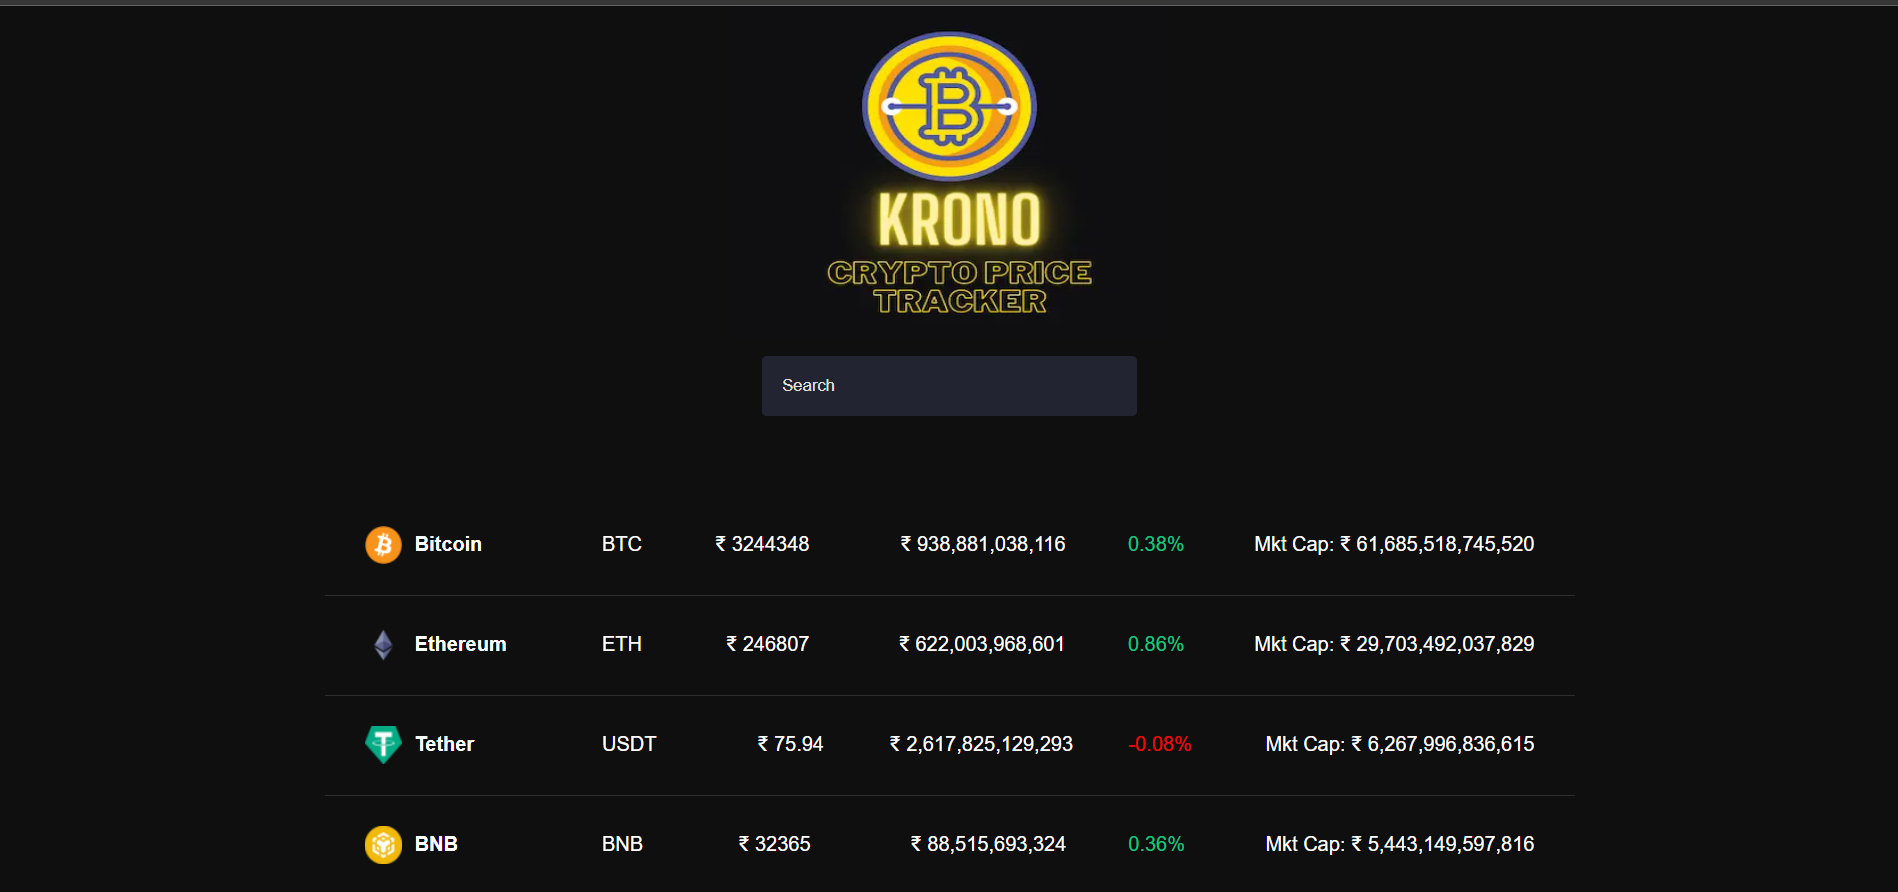 KRONO
CRYPTO PRICE
TRACKER
Search
Bitcoin BTC ₹ 3244348 ₹ 938,881,038,116 0.38% Mkt Cap: ₹ 61,685,518,745,520
Ethereum ETH ₹ 246807 ₹ 622,003,968,601 0.86% Mkt Cap: ₹ 29,703,492,037,829
Tether USDT ₹ 75.94 ₹ 2,617,825,129,293 -0.08% Mkt Cap: ₹ 6,267,996,836,615
BNB BNB ₹ 32365 ₹ 88,515,693,324 0.36% Mkt Cap: ₹ 5,443,149,597,816